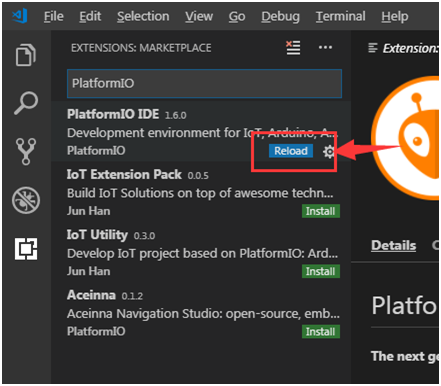 File Edit Selection View Go Debug Terminal Help
EXTENSIONS: MARKETPLACE
Extension:
PlatformIO
PlatformIO IDE 1.6.0
Development environment for IoT, Arduino, A...
PlatformIO Reload
IoT Extension Pack 0.0.5
Build IoT Solutions on top of awesome techn...
Jun Han Install
IoT Utility 0.3.0
Develop IoT project based on PlatformIO: Ard...
Jun Han Install
Aceinna 0.1.2
Aceinna Navigation Studio: open-source, emb...
PlatformIO Install
Details
Platfo
The next ge